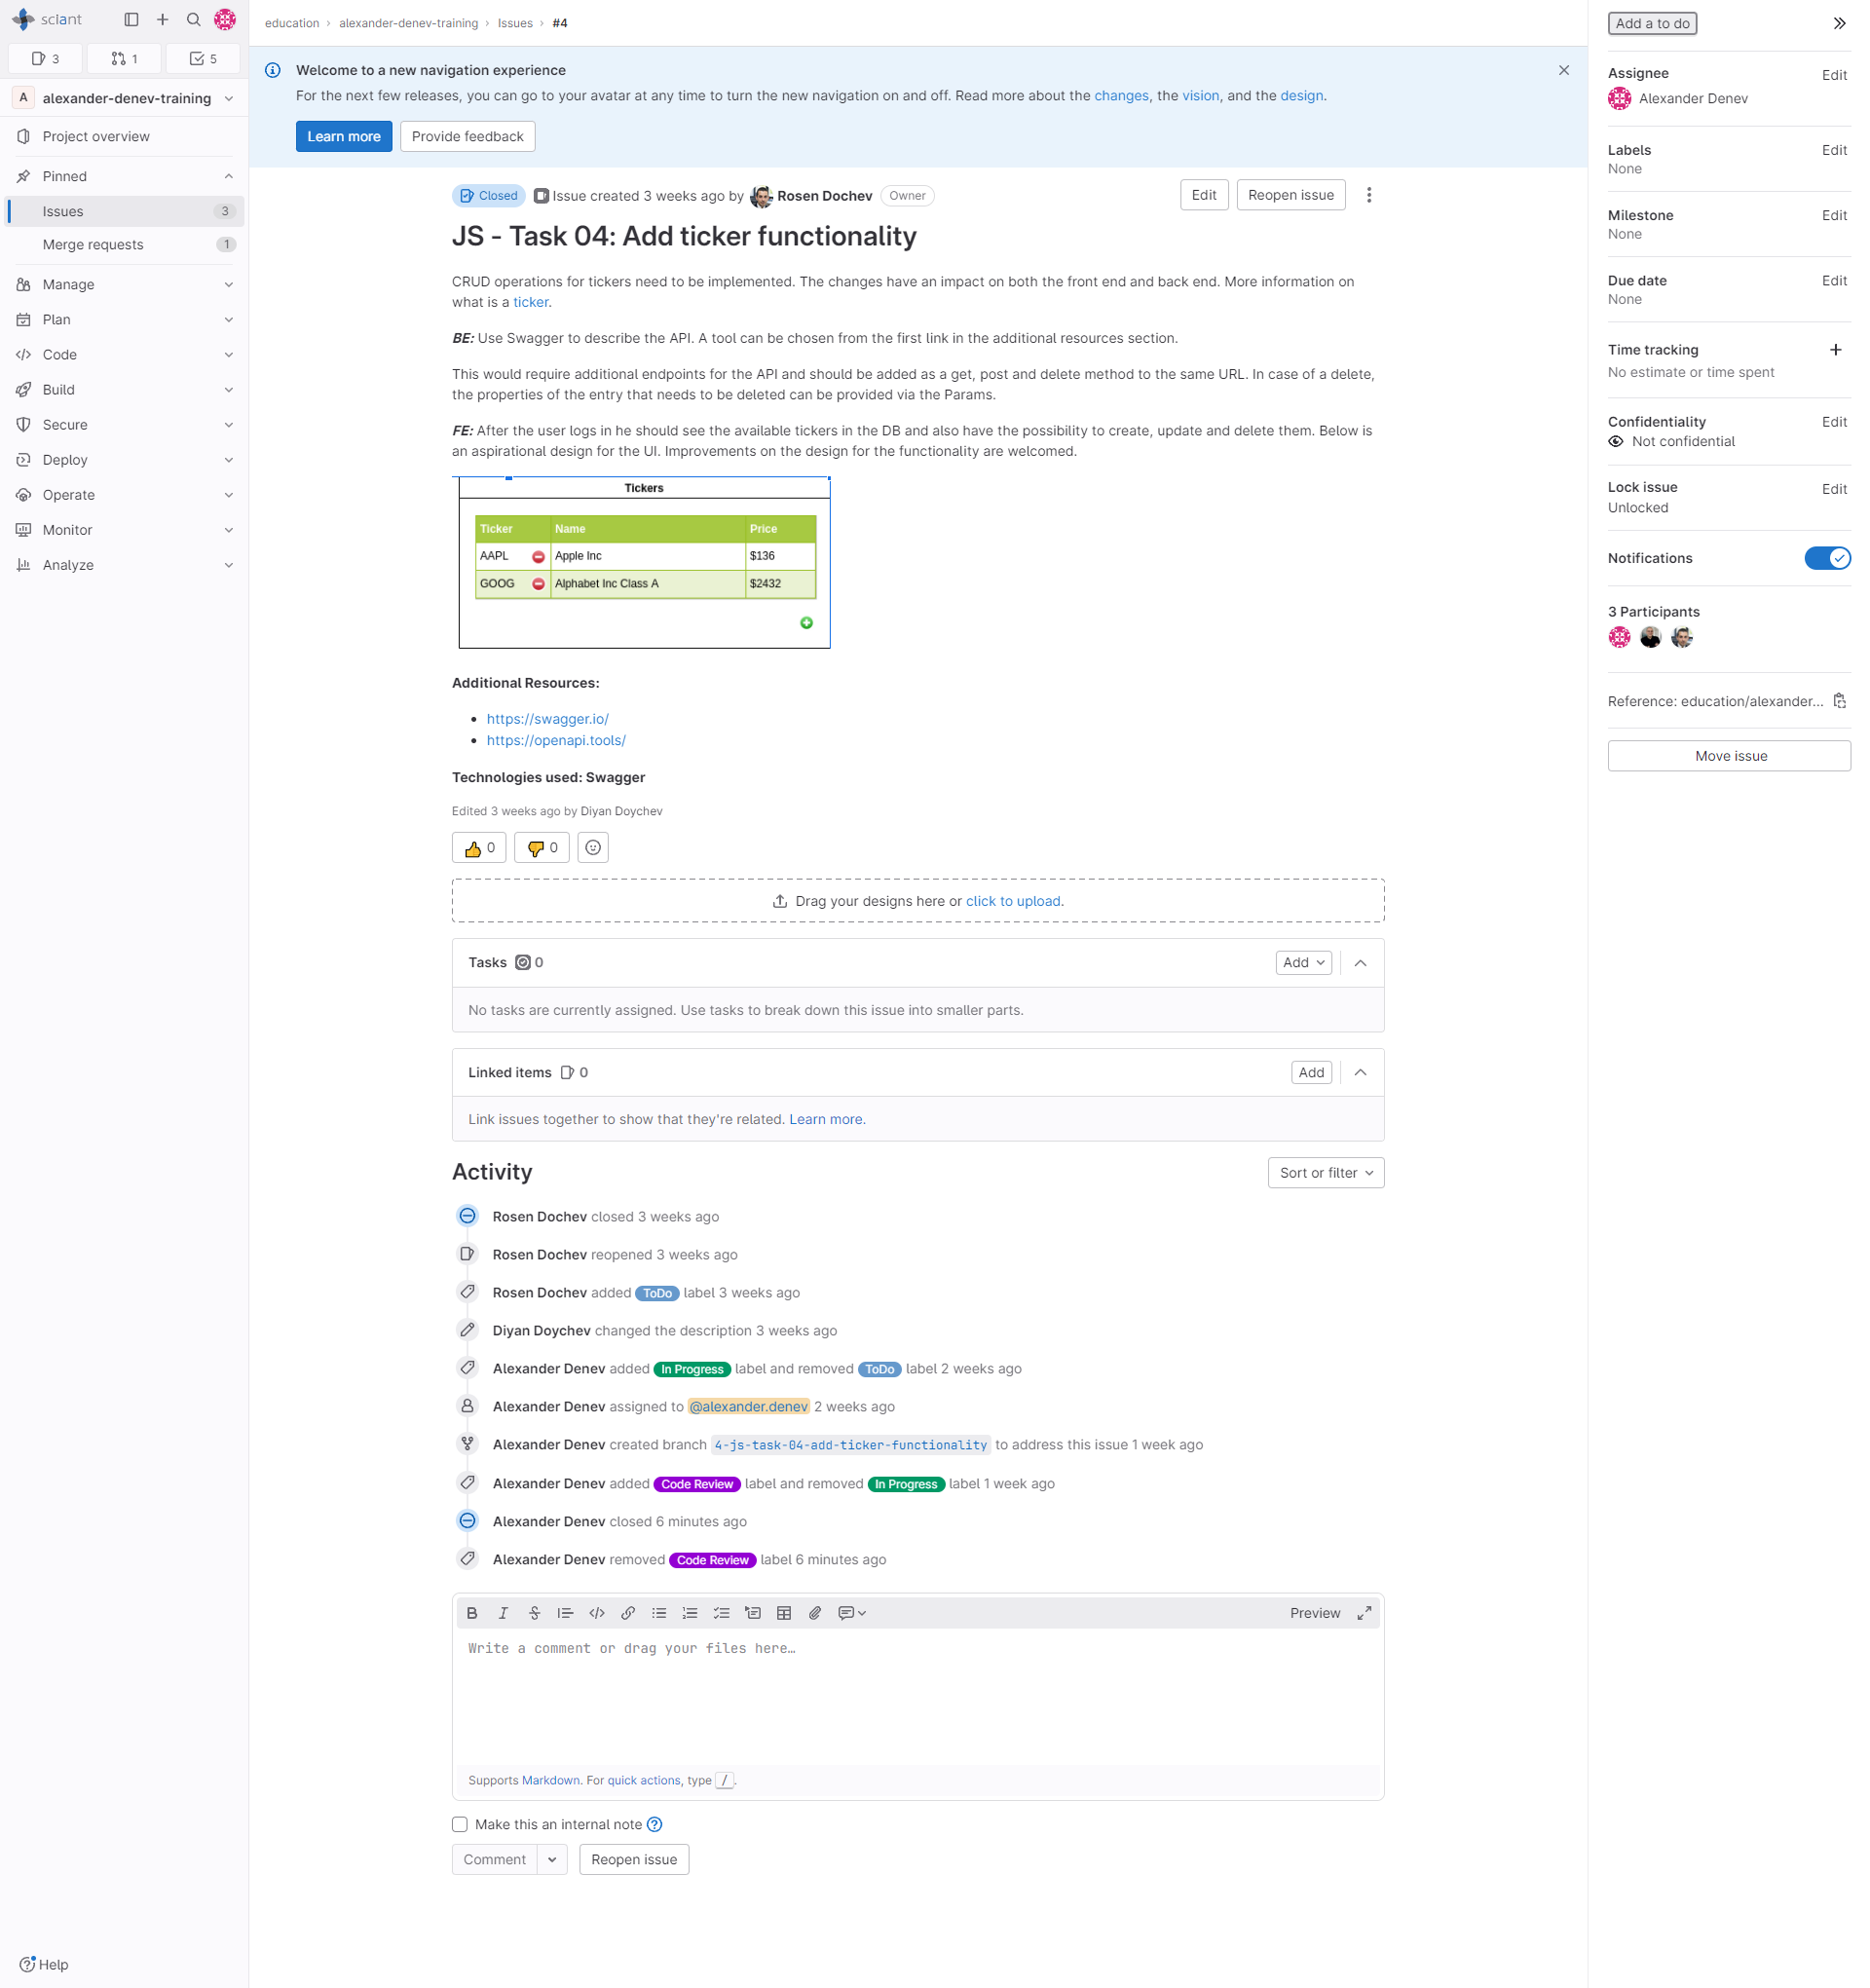 sciant
3
1
5
A alexander-denev-training
Project overview
Pinned
Issues 3
Merge requests 1
Manage
Plan
Code
Build
Secure
Deploy
Operate
Monitor
Analyze
Help
education › alexander-denev-training › Issues › #4
Welcome to a new navigation experience
For the next few releases, you can go to your avatar at any time to turn the new navigation on and off. Read more about the changes, the vision, and the design.
Learn more
Provide feedback
Closed Issue created 3 weeks ago by Rosen Dochev Owner
Edit
Reopen issue
JS - Task 04: Add ticker functionality
CRUD operations for tickers need to be implemented. The changes have an impact on both the front end and back end. More information on
what is a ticker.
BE: Use Swagger to describe the API. A tool can be chosen from the first link in the additional resources section.
This would require additional endpoints for the API and should be added as a get, post and delete method to the same URL. In case of a delete,
the properties of the entry that needs to be deleted can be provided via the Params.
FE: After the user logs in he should see the available tickers in the DB and also have the possibility to create, update and delete them. Below is
an aspirational design for the UI. Improvements on the design for the functionality are welcomed.
Tickers
Ticker Name Price
AAPL Apple Inc $136
GOOG Alphabet Inc Class A $2432
Additional Resources:
• https://swagger.io/
• https://openapi.tools/
Technologies used: Swagger
Edited 3 weeks ago by Diyan Doychev
👍 0
👎 0
Drag your designs here or click to upload.
Tasks 0
Add
No tasks are currently assigned. Use tasks to break down this issue into smaller parts.
Linked items 0
Add
Link issues together to show that they're related. Learn more.
Activity
Sort or filter
Rosen Dochev closed 3 weeks ago
Rosen Dochev reopened 3 weeks ago
Rosen Dochev added ToDo label 3 weeks ago
Diyan Doychev changed the description 3 weeks ago
Alexander Denev added In Progress label and removed ToDo label 2 weeks ago
Alexander Denev assigned to @alexander.denev 2 weeks ago
Alexander Denev created branch 4-js-task-04-add-ticker-functionality to address this issue 1 week ago
Alexander Denev added Code Review label and removed In Progress label 1 week ago
Alexander Denev closed 6 minutes ago
Alexander Denev removed Code Review label 6 minutes ago
Preview
Write a comment or drag your files here…
Supports Markdown. For quick actions, type /.
Make this an internal note
Comment
Reopen issue
Add a to do
Assignee
Edit
Alexander Denev
Labels
Edit
None
Milestone
Edit
None
Due date
Edit
None
Time tracking
No estimate or time spent
Confidentiality
Edit
Not confidential
Lock issue
Edit
Unlocked
Notifications
3 Participants
Reference: education/alexander...
Move issue